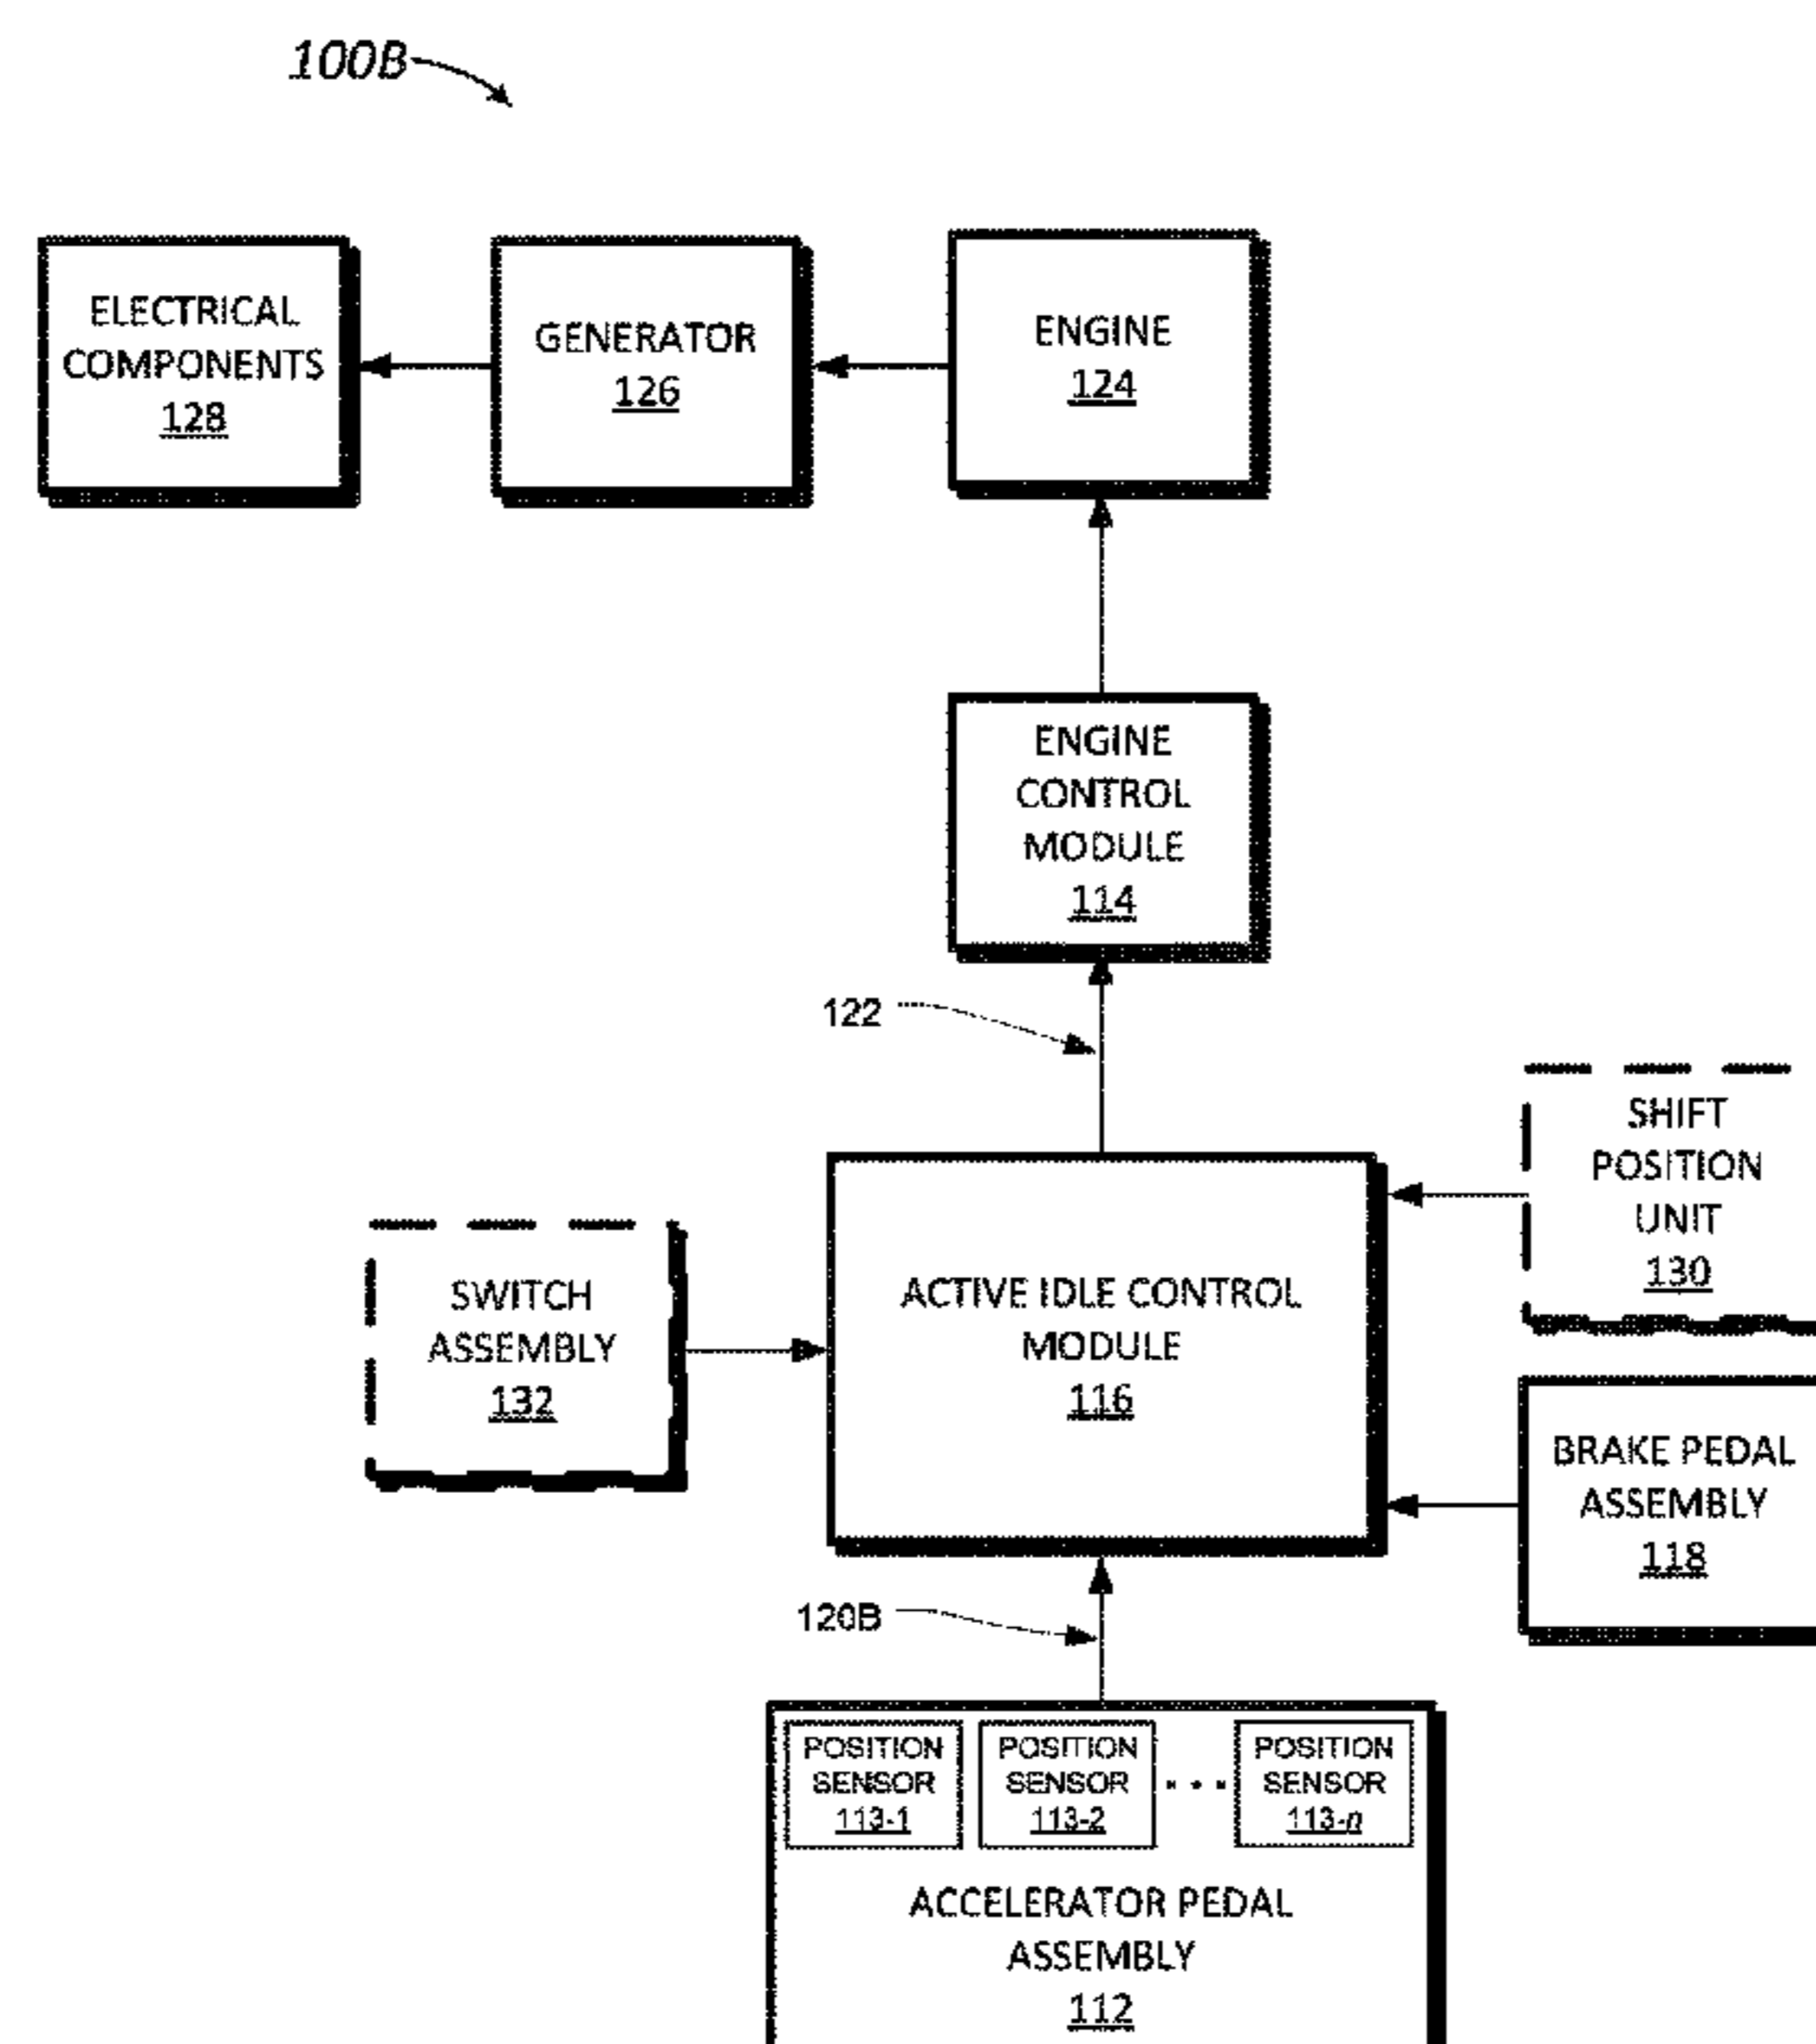 100B
ELECTRICAL
COMPONENTS
128
GENERATOR
126
ENGINE
124
ENGINE
CONTROL
MODULE
114
122
SHIFT
POSITION
UNIT
130
SWITCH
ASSEMBLY
132
ACTIVE IDLE CONTROL
MODULE
116
BRAKE PEDAL
ASSEMBLY
118
120B
POSITION
SENSOR
113-1
POSITION
SENSOR
113-2
. . .
POSITION
SENSOR
113-n
ACCELERATOR PEDAL
ASSEMBLY
112